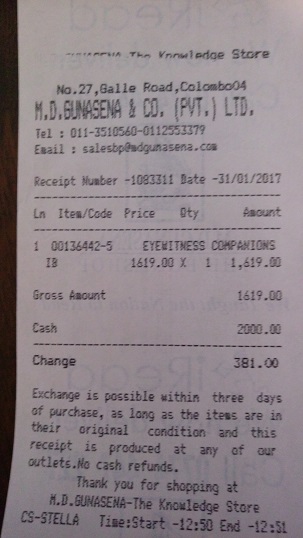 GUNASENA-The Knowledge Store
No.27,Galle Road,Colombo04
M.D.GUNASENA & CO. (PVT.) LTD.
Tel : 011-3510560-0112553379
Email : salesbp@mdgunasena.com
Receipt Number -1083311 Date -31/01/2017
Ln Item/Code Price Qty Amount
1 00136442-5 EYEWITNESS COMPANIONS
IB 1619.00 X 1 1,619.00
Gross Amount 1619.00
Cash 2000.00
Change 381.00
Exchange is possible within three days
of purchase, as long as the items are in
their original condition and this
receipt is produced at any of our
outlets.No cash refunds.
Thank you for shopping at
M.D.GUNASENA-The Knowledge Store
CS-STELLA Time:Start -12:50 End -12:51